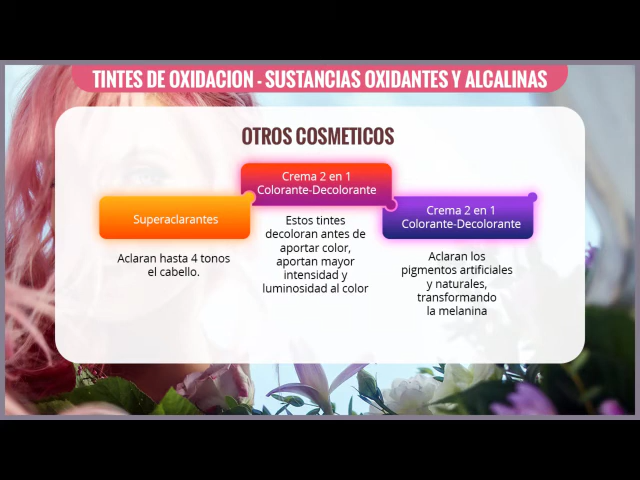 TINTES DE OXIDACION - SUSTANCIAS OXIDANTES Y ALCALINAS
OTROS COSMETICOS
Superaclarantes
Aclaran hasta 4 tonos
el cabello.
Crema 2 en 1
Colorante-Decolorante
Estos tintes
decoloran antes de
aportar color,
aportan mayor
intensidad y
luminosidad al color
Crema 2 en 1
Colorante-Decolorante
Aclaran los
pigmentos artificiales
y naturales,
transformando
la melanina